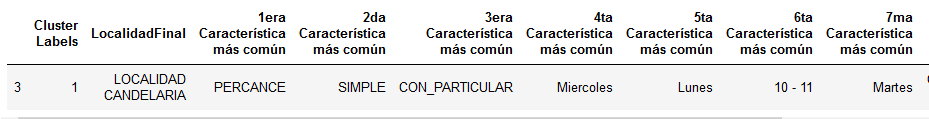 Cluster Labels LocalidadFinal 1era Característica más común 2da Característica más común 3era Característica más común 4ta Característica más común 5ta Característica más común 6ta Característica más común 7ma Característica más común
3 1 LOCALIDAD CANDELARIA PERCANCE SIMPLE CON_PARTICULAR Miercoles Lunes 10 - 11 Martes